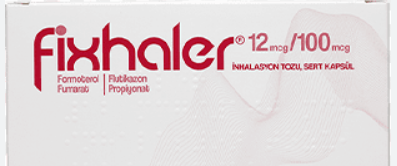 fixhaler® 12 mcg/100 mcg
İNHALASYON TOZU, SERT KAPSÜL
Formoterol Flutikazon
Fumarat Propiyonat